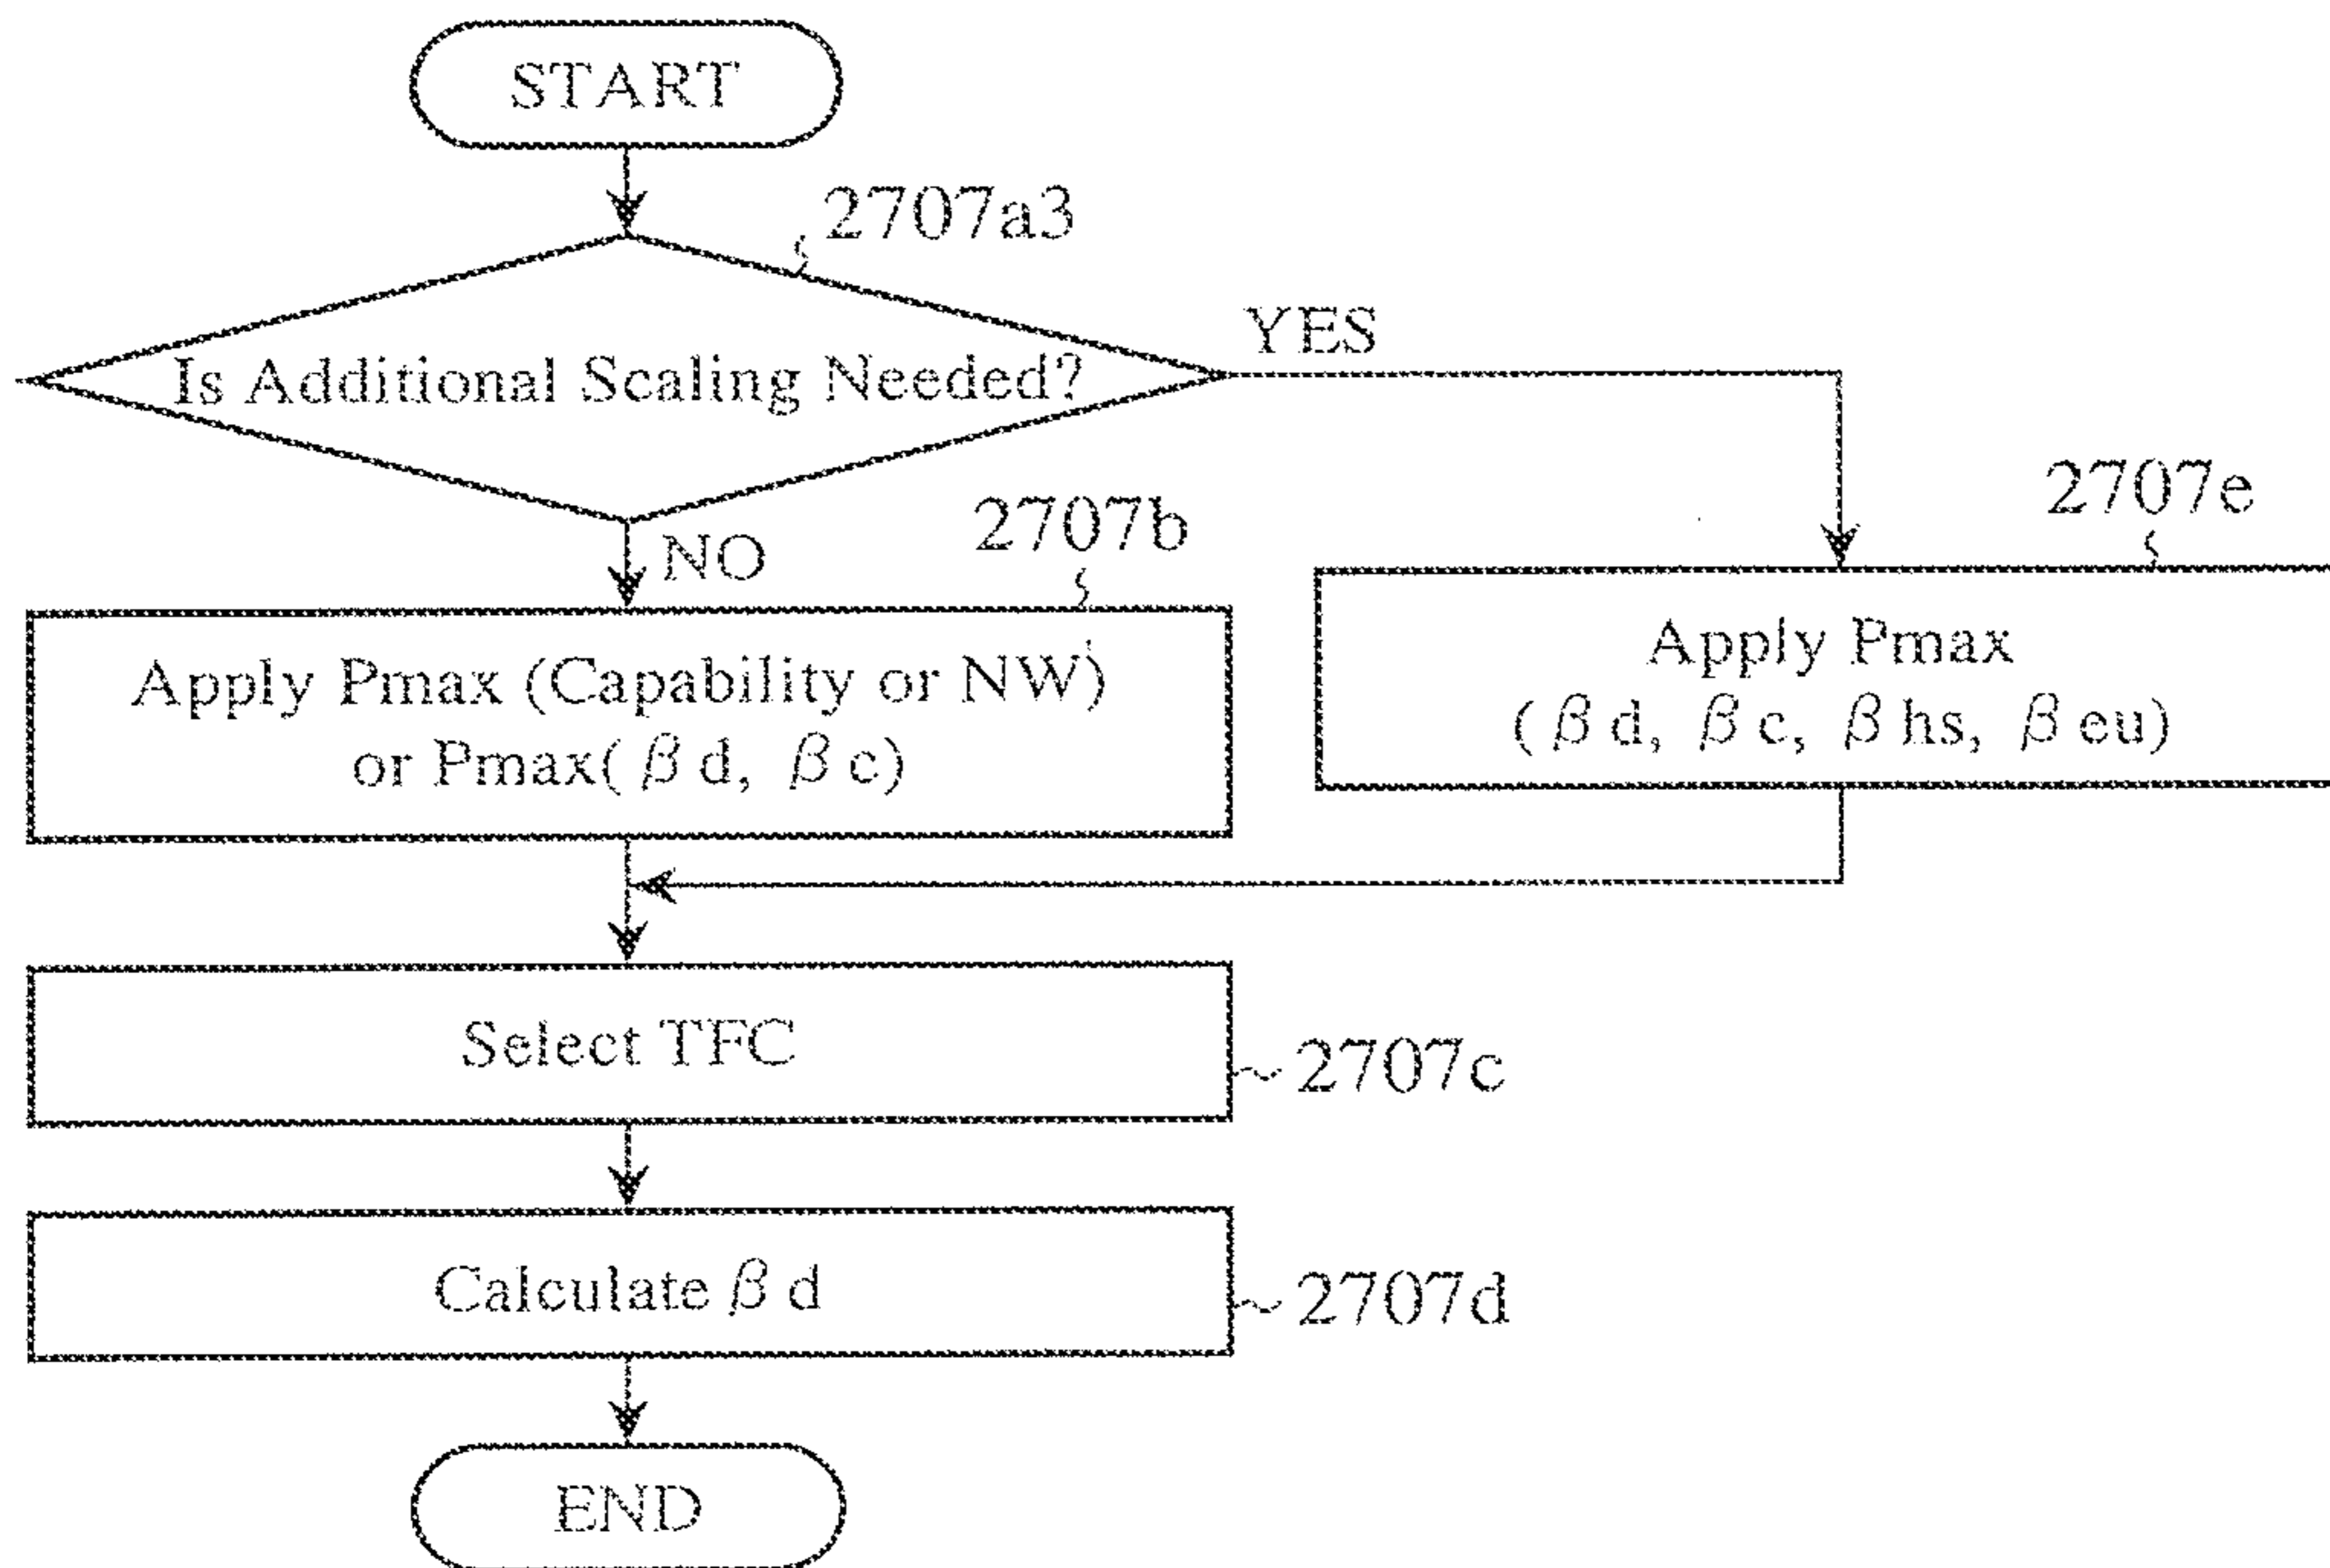 START
2707a3
Is Additional Scaling Needed?
YES
NO
2707b
2707e
Apply Pmax (Capability or NW)
or Pmax( β d, β c)
Apply Pmax
( β d, β c, β hs, β eu)
Select TFC
2707c
Calculate β d
2707d
END